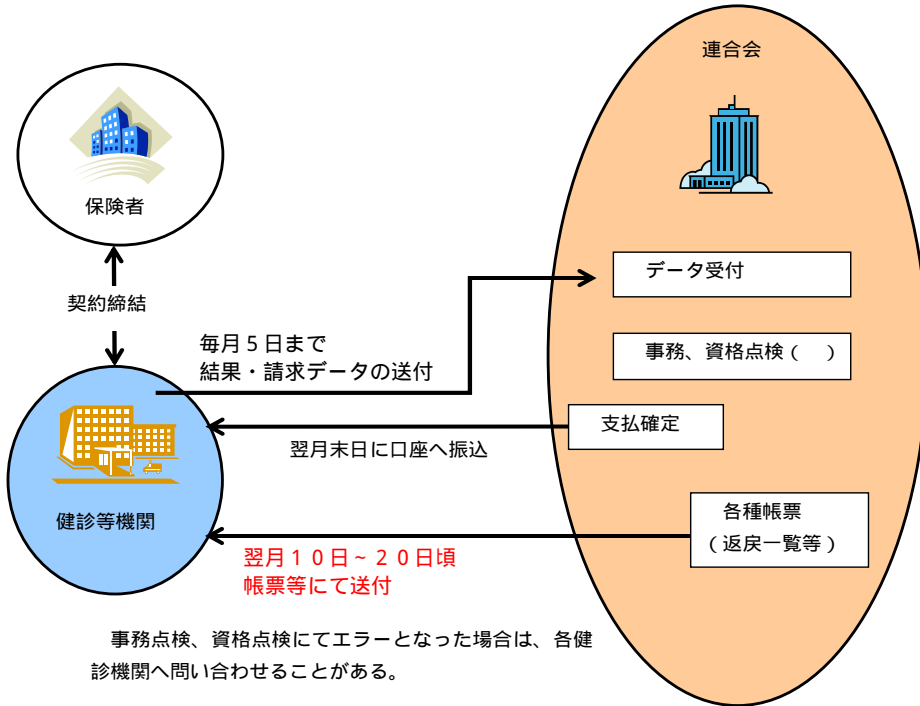 連合会
保険者
契約締結
データ受付
事務、資格点検(　)
毎月5日まで
結果・請求データの送付
支払確定
翌月末日に口座へ振込
健診等機関
各種帳票
(返戻一覧等)
翌月10日~20日頃
帳票等にて送付
事務点検、資格点検にてエラーとなった場合は、各健
診機関へ問い合わせることがある。